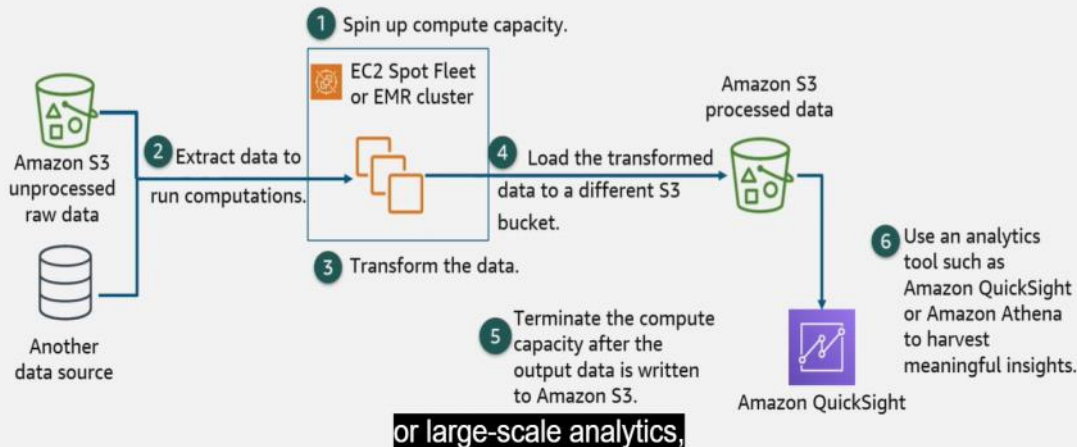 1 Spin up compute capacity.
EC2 Spot Fleet
or EMR cluster
Amazon S3
unprocessed
raw data
2 Extract data to
run computations.
Another
data source
3 Transform the data.
4 Load the transformed
data to a different S3
bucket.
Amazon S3
processed data
5 Terminate the compute
capacity after the
output data is written
to Amazon S3.
6 Use an analytics
tool such as
Amazon QuickSight
or Amazon Athena
to harvest
meaningful insights.
Amazon QuickSight
or large-scale analytics,